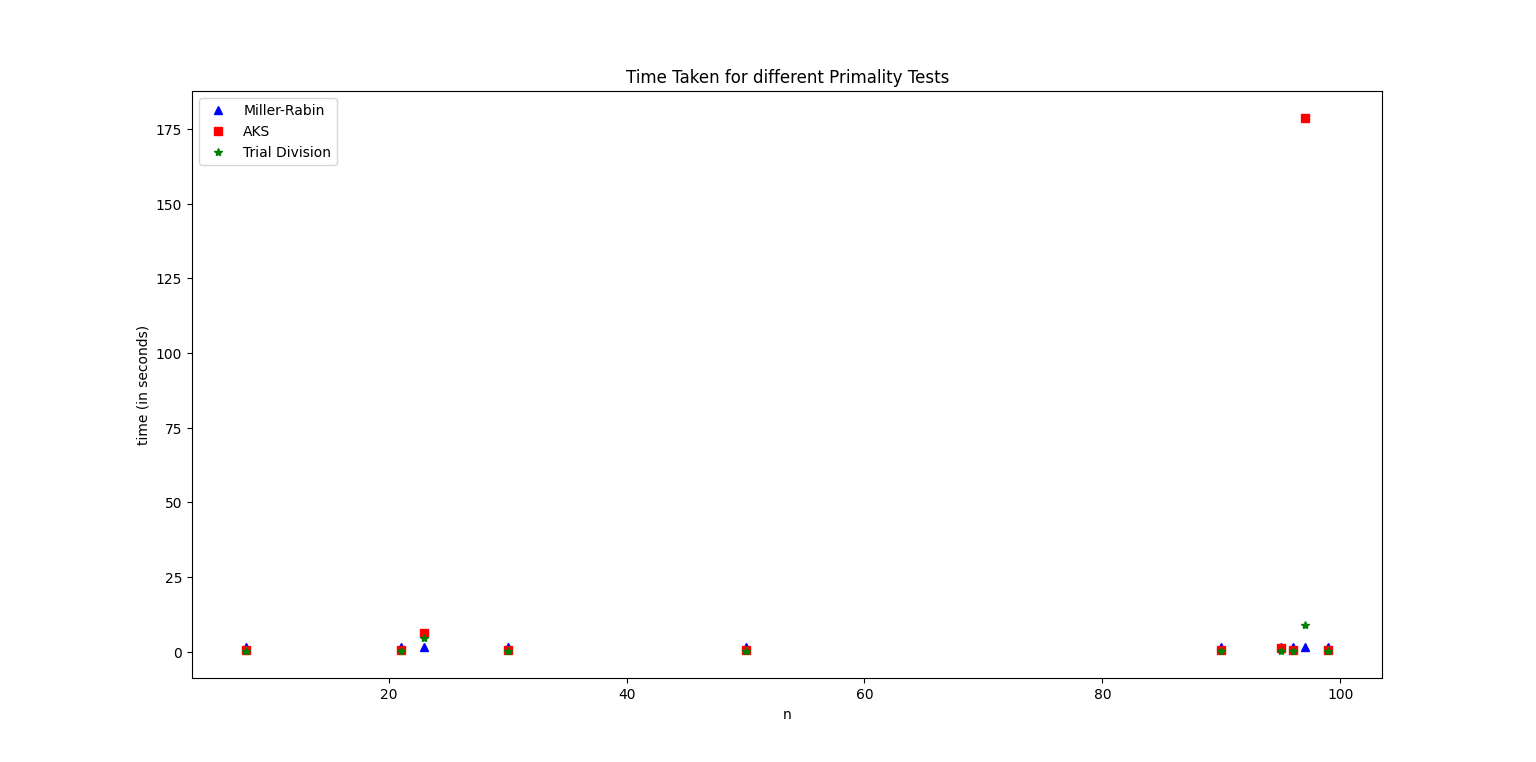 Time Taken for different Primality Tests
Miller-Rabin
AKS
Trial Division
175
150
125
100
75
50
25
0
time (in seconds)
20 40 60 80 100
n